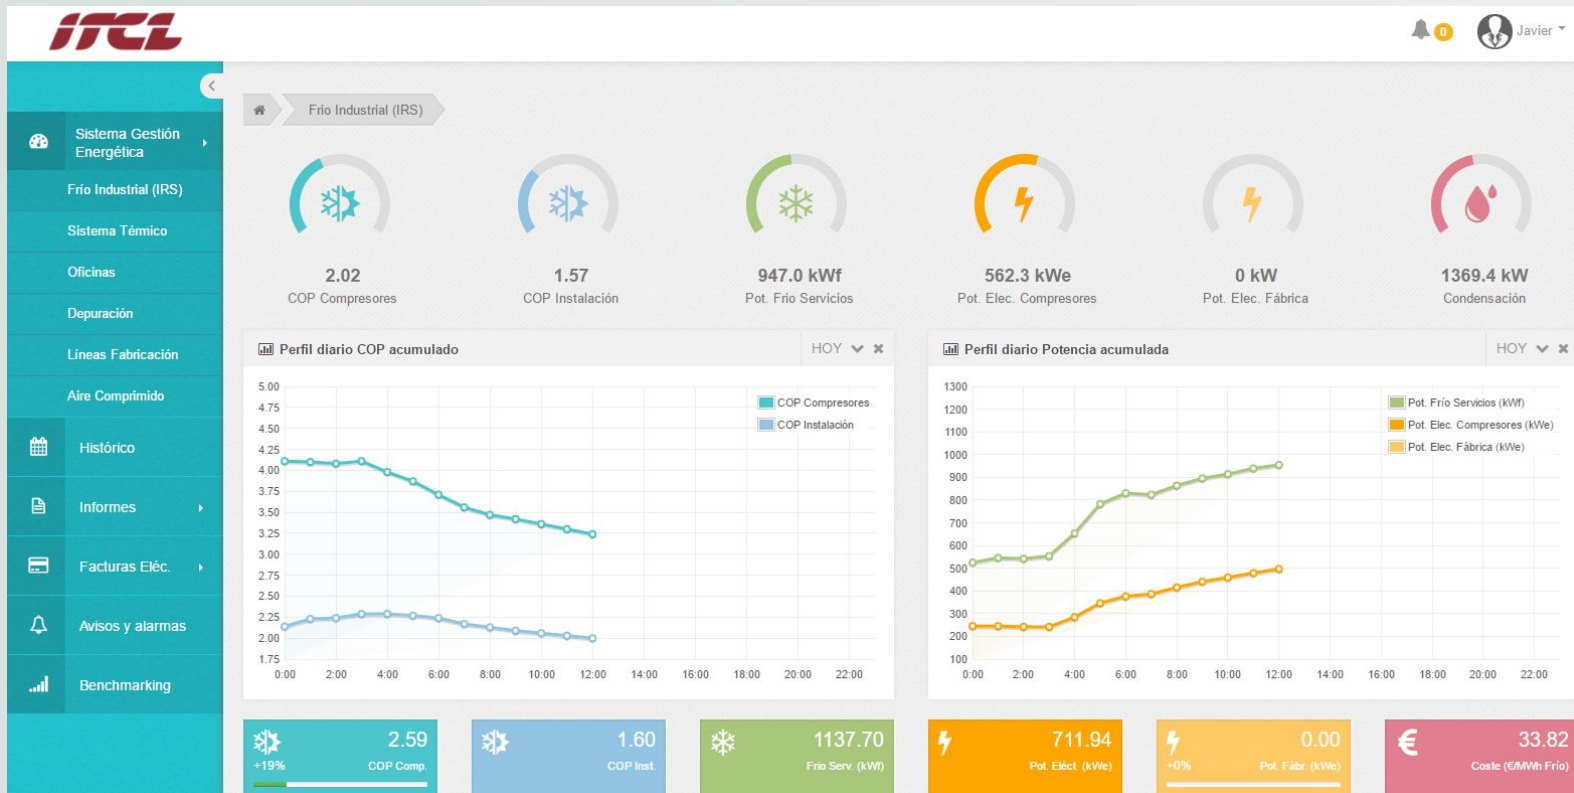 ITCL
0
Javier
Frio Industrial (IRS)
Sistema Gestión
Energética
Frío Industrial (IRS)
Sistema Térmico
Oficinas
Depuración
Líneas Fabricación
Aire Comprimido
Histórico
Informes
Facturas Eléc.
Avisos y alarmas
Benchmarking
2.02
COP Compresores
1.57
COP Instalación
947.0 kWf
Pot. Frio Servicios
562.3 kWe
Pot. Elec. Compresores
0 kW
Pot. Elec. Fábrica
1369.4 kW
Condensación
Perfil diario COP acumulado
HOY
5.00
4.75
4.50
4.25
4.00
3.75
3.50
3.25
3.00
2.75
2.50
2.25
2.00
1.75
COP Compresores
COP Instalación
0:00 2:00 4:00 6:00 8:00 10:00 12:00 14:00 16:00 18:00 20:00 22:00
Perfil diario Potencia acumulada
HOY
1300
1200
1100
1000
900
800
700
600
500
400
300
200
100
Pot. Frío Servicios (kWf)
Pot. Elec. Compresores (kWe)
Pot. Elec. Fábrica (kWe)
0:00 2:00 4:00 6:00 8:00 10:00 12:00 14:00 16:00 18:00 20:00 22:00
2.59
+19% COP Comp.
1.60
COP Inst.
1137.70
Frio Serv. (kWf)
711.94
Pot. Eléct. (kWe)
0.00
+0% Pot. Fábr. (kWe)
€ 33.82
Coste (€/MWh Frío)